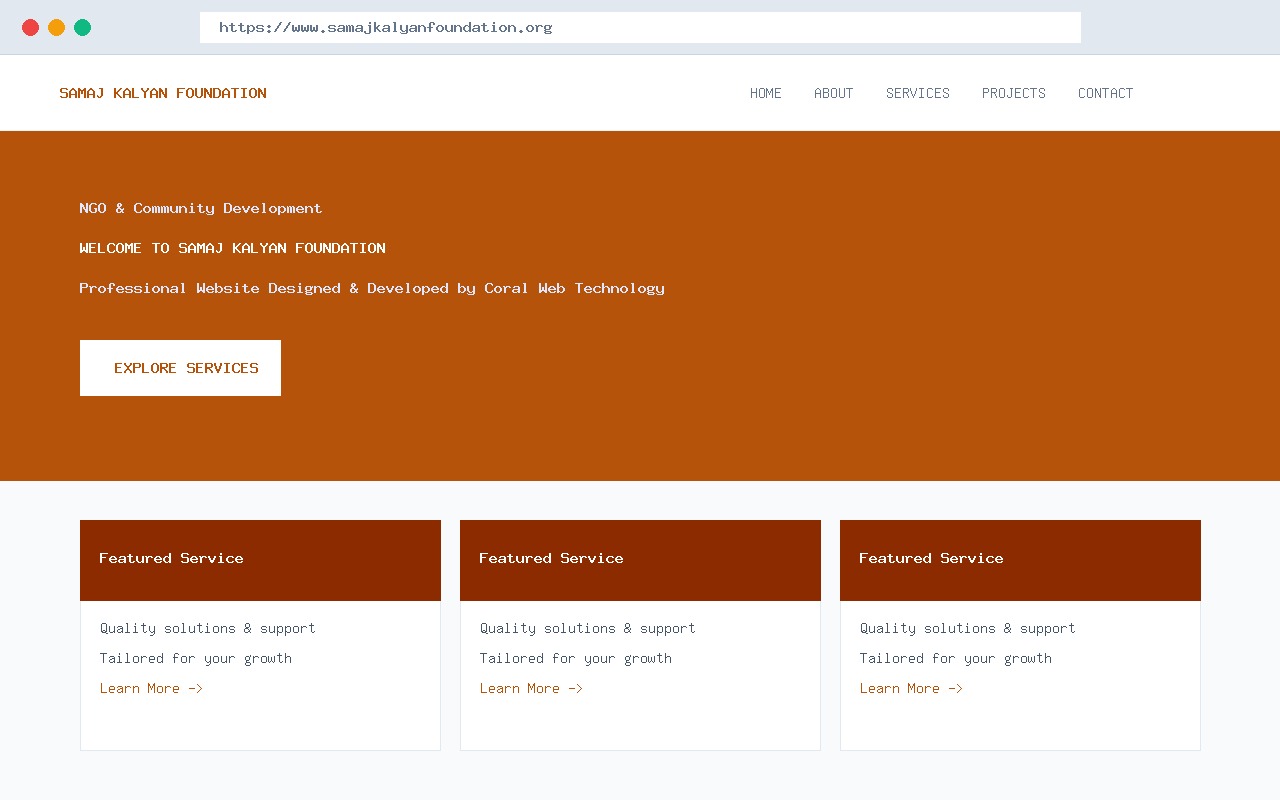 https://www.samajkalyanfoundation.org
SAMAJ KALYAN FOUNDATION
HOME ABOUT SERVICES PROJECTS CONTACT
NGO & Community Development
WELCOME TO SAMAJ KALYAN FOUNDATION
Professional Website Designed & Developed by Coral Web Technology
EXPLORE SERVICES
Featured Service
Quality solutions & support
Tailored for your growth
Learn More ->
Featured Service
Quality solutions & support
Tailored for your growth
Learn More ->
Featured Service
Quality solutions & support
Tailored for your growth
Learn More ->